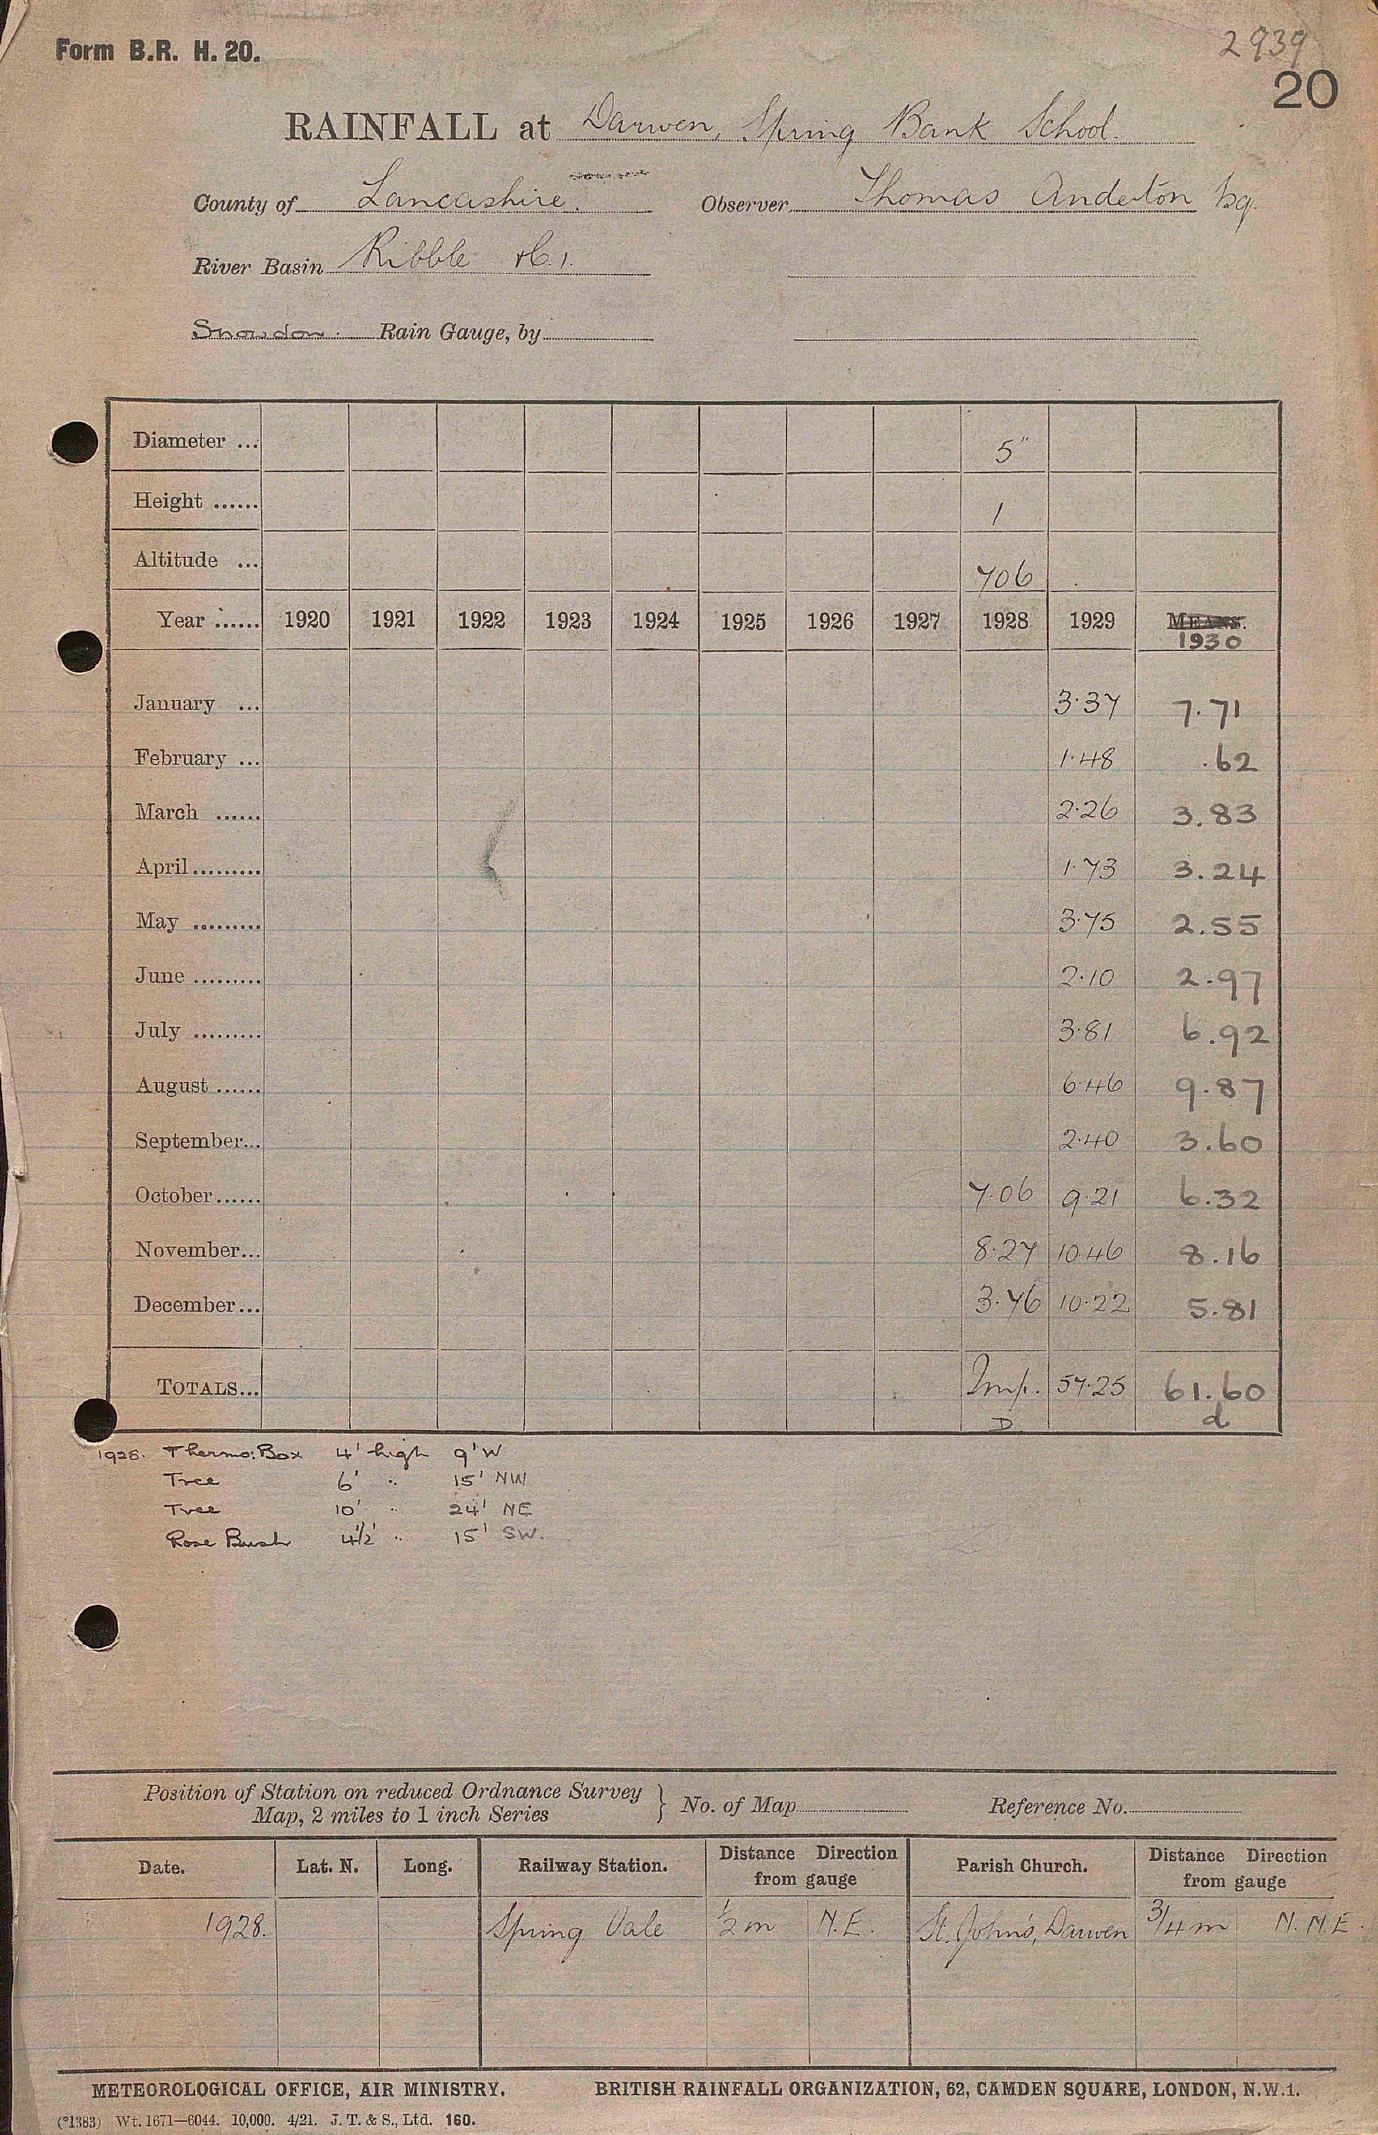 Form B.R. H. 20.
2939
20
RAINFALL at Darwen, Spring Bank School.
County of Lancashire. Observer Thomas Anderton Esq.
River Basin Ribble &C. 1.
Snowdon. Rain Gauge, by
Diameter ... 5"
Height ...... 1
Altitude ... 706
Year ...... 1920 1921 1922 1923 1924 1925 1926 1927 1928 1929 MEANS.
1930
January ... 3.37 7.71
February ... 1.48 .62
March ...... 2.26 3.83
April ......... 1.73 3.24
May ......... 3.75 2.55
June ......... 2.10 2.97
July ......... 3.81 6.92
August ...... 6.46 9.87
September... 2.40 3.60
October ...... 7.06 9.21 6.32
November... 8.27 10.46 8.16
December... 3.76 10.22 5.81
TOTALS... Imp. 57.25 61.60
D d
1928. Thermo: Box 4' high 9' W
Tree 6' " 15' NW
Tree 10' " 24' NE
Rose Bush 4½' " 15' SW.
Position of Station on reduced Ordnance Survey
Map, 2 miles to 1 inch Series } No. of Map Reference No.
Date. Lat. N. Long. Railway Station. Distance Direction from gauge Parish Church. Distance Direction from gauge
1928. Spring Vale ½ m N.E. St. John's, Darwen 3/4 m N.N.E.
METEOROLOGICAL OFFICE, AIR MINISTRY. BRITISH RAINFALL ORGANIZATION, 62, CAMDEN SQUARE, LONDON, N.W.1.
(*1383) Wt. 1671—6044. 10,000. 4/21. J. T. & S., Ltd. 160.